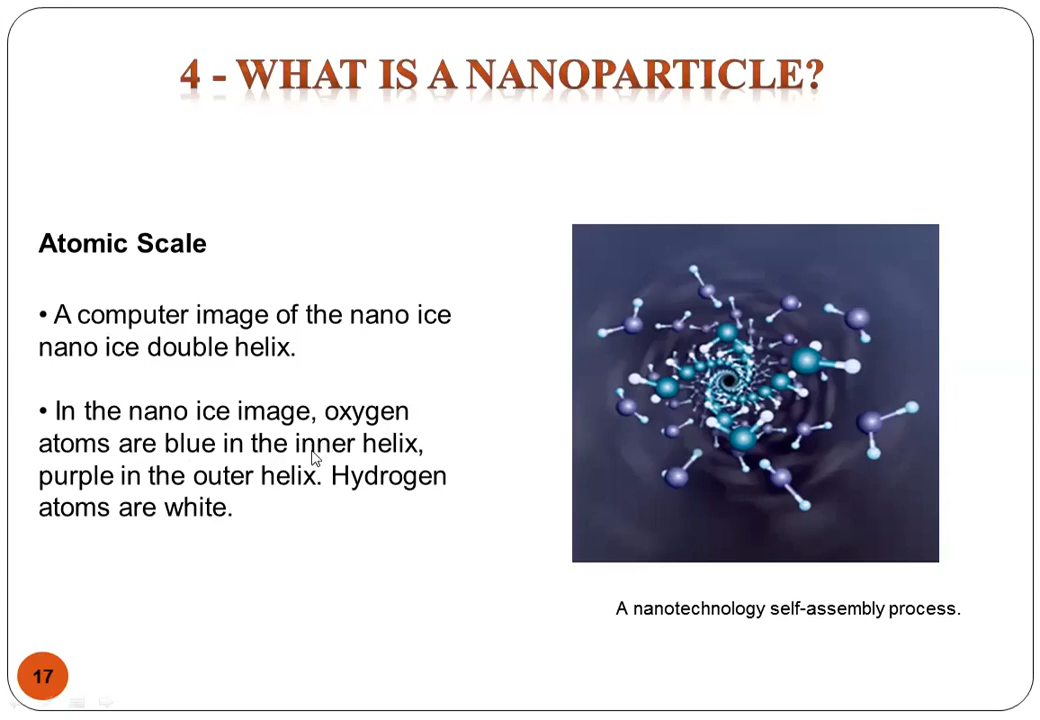 4 - WHAT IS A NANOPARTICLE?
Atomic Scale
• A computer image of the nano ice
nano ice double helix.
• In the nano ice image, oxygen
atoms are blue in the inner helix,
purple in the outer helix. Hydrogen
atoms are white.
A nanotechnology self-assembly process.
17